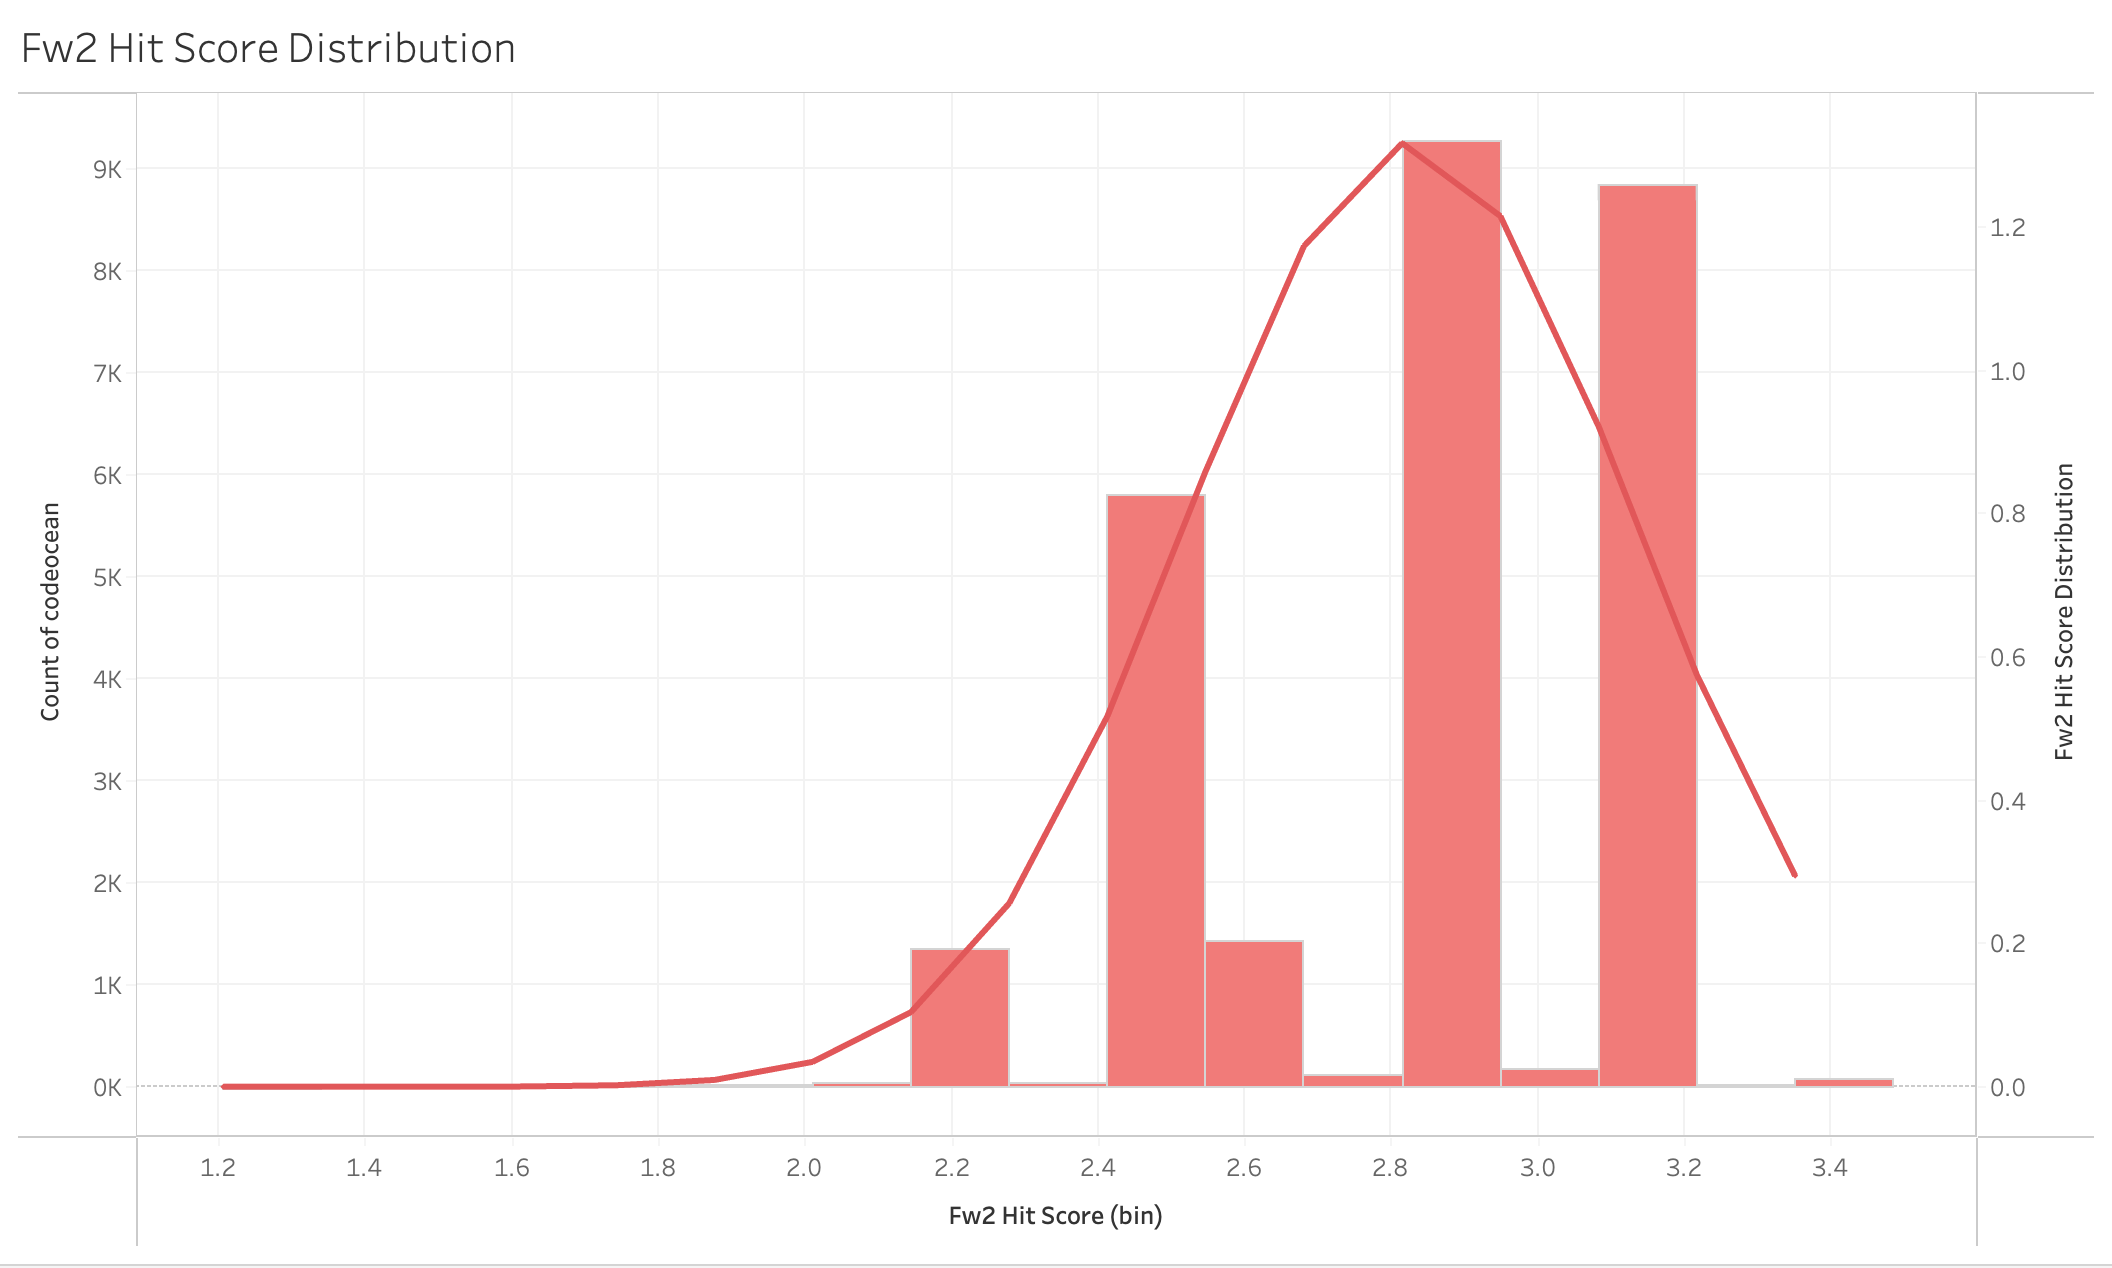 Fw2 Hit Score Distribution
9K
8K
7K
6K
5K
4K
3K
2K
1K
0K
Count of codeocean
1.2
1.0
0.8
0.6
0.4
0.2
0.0
Fw2 Hit Score Distribution
1.2 1.4 1.6 1.8 2.0 2.2 2.4 2.6 2.8 3.0 3.2 3.4
Fw2 Hit Score (bin)